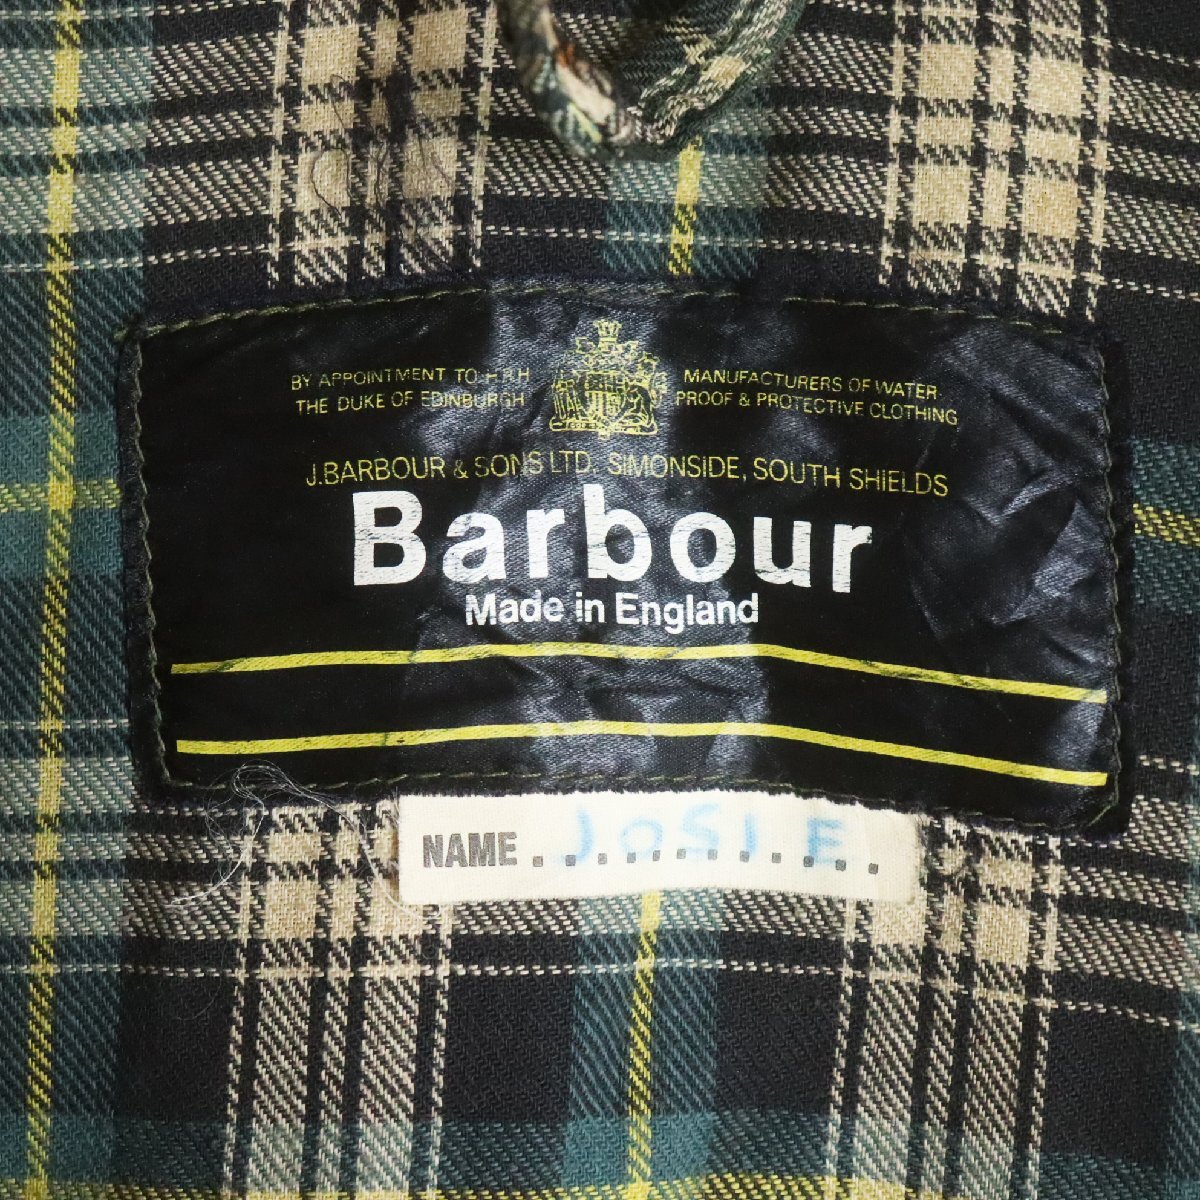 BY APPOINTMENT TO H.R.H
THE DUKE OF EDINBURGH
MANUFACTURERS OF WATER
PROOF & PROTECTIVE CLOTHING
J.BARBOUR & SONS LTD. SIMONSIDE, SOUTH SHIELDS
Barbour
Made in England
NAME JOSIE